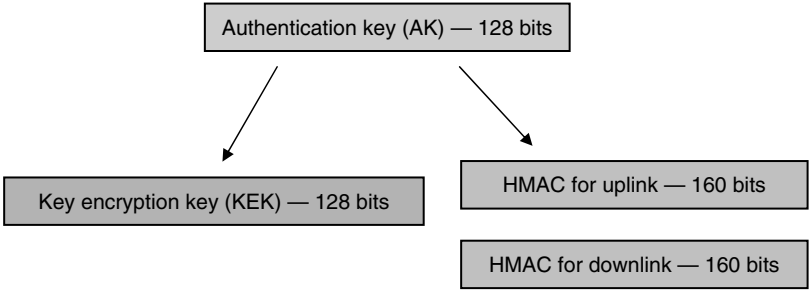 Authentication key (AK) — 128 bits
Key encryption key (KEK) — 128 bits
HMAC for uplink — 160 bits
HMAC for downlink — 160 bits